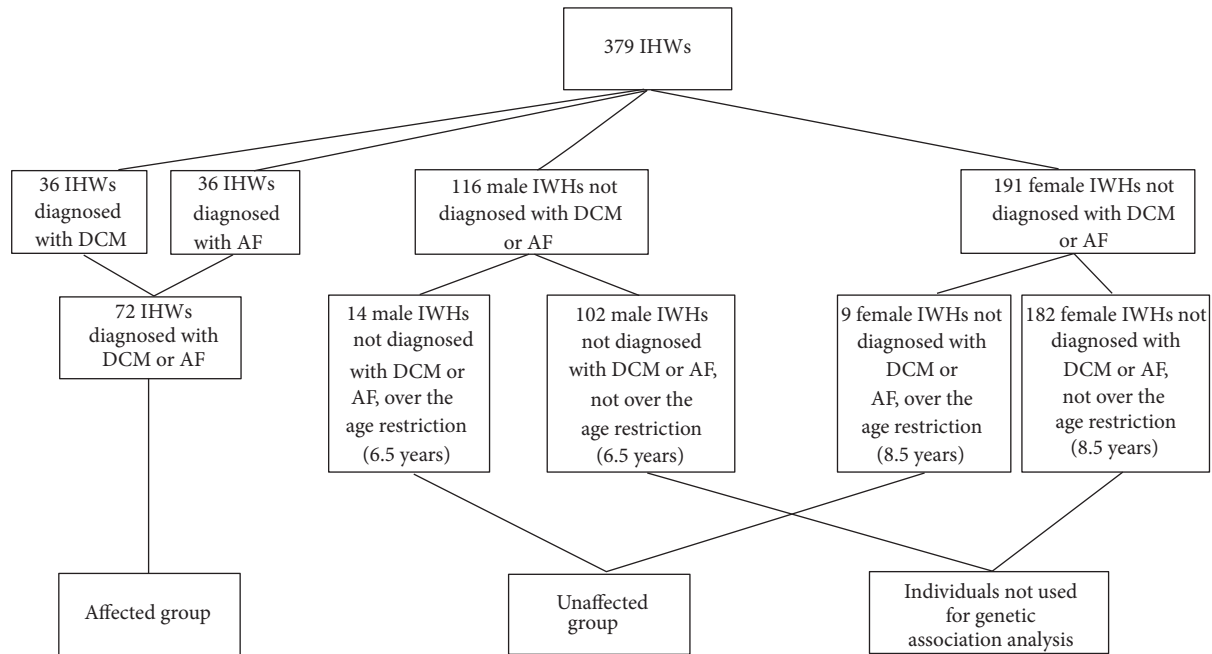 379 IHWs
36 IHWs
diagnosed
with DCM
36 IHWs
diagnosed
with AF
116 male IWHs not
diagnosed with DCM
or AF
191 female IWHs not
diagnosed with DCM
or AF
72 IHWs
diagnosed with
DCM or AF
14 male IWHs
not diagnosed
with DCM or
AF, over the
age restriction
(6.5 years)
102 male IWHs
not diagnosed
with DCM or AF,
not over the
age restriction
(6.5 years)
9 female IWHs not
diagnosed with
DCM or
AF, over the
age restriction
(8.5 years)
182 female IWHs not
diagnosed with
DCM or AF,
not over the
age restriction
(8.5 years)
Affected group
Unaffected
group
Individuals not used
for genetic
association analysis